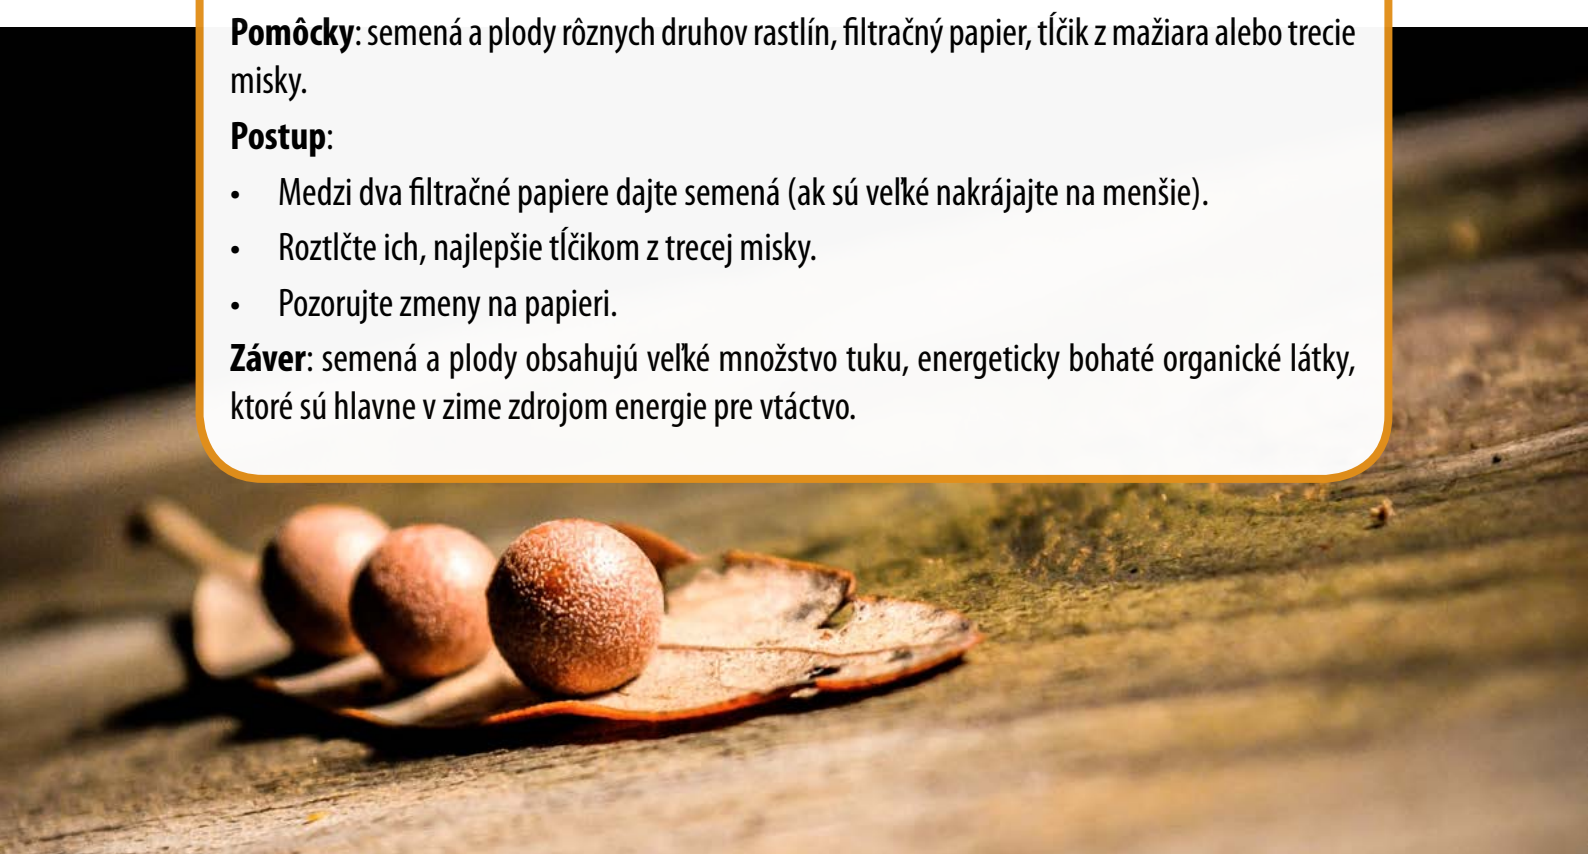 Pomôcky: semená a plody rôznych druhov rastlín, filtračný papier, tĺčik z mažiara alebo trecie
misky.
Postup:
• Medzi dva filtračné papiere dajte semená (ak sú veľké nakrájajte na menšie).
• Roztlčte ich, najlepšie tĺčikom z trecej misky.
• Pozorujte zmeny na papieri.
Záver: semená a plody obsahujú veľké množstvo tuku, energeticky bohaté organické látky,
ktoré sú hlavne v zime zdrojom energie pre vtáctvo.